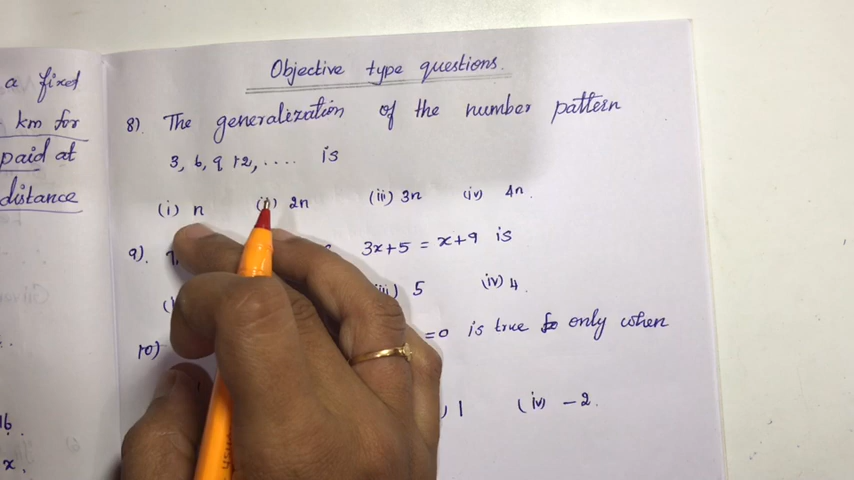 a fixed
km for
paid at
distance
Objective type questions.
8). The generalization of the number pattern
3, 6, 9, 12, .... is
(i) n (ii) 2n (iii) 3n (iv) 4n.
9). 3x+5 = x+9 is
(iii) 5 (iv) 4.
10) =0 is true only when
) 1 (iv) -2.
x.